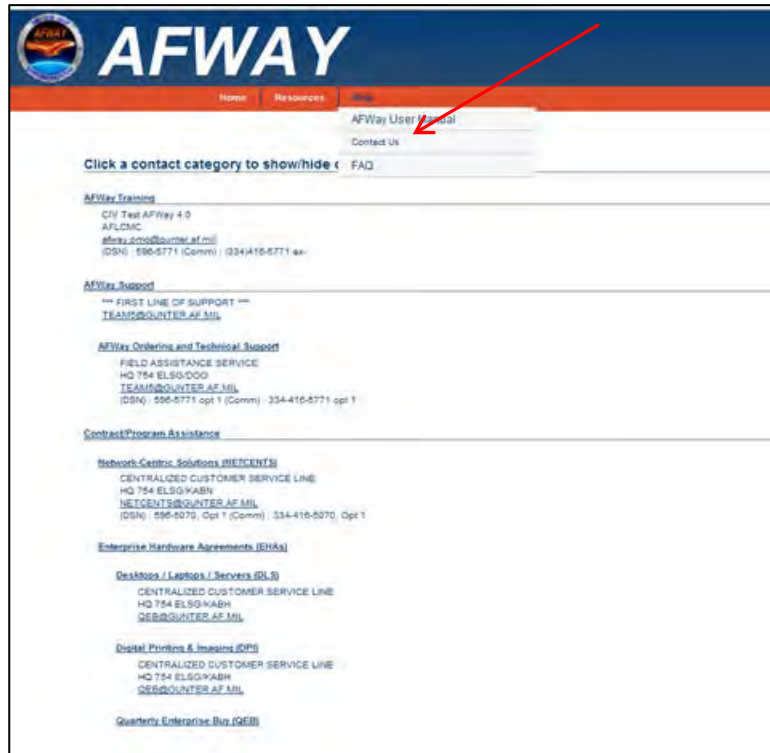 AFWAY
AFWAY
Home Resources Help
AFWay User Manual
Contact Us
FAQ
Click a contact category to show/hide
AFWay Training
CIV Test AFWay 4.0
AFLCMC
afway.pmo@gunter.af.mil
(DSN) : 596-5771 (Comm) : (334)416-5771 ex-
AFWay Support
*** FIRST LINE OF SUPPORT ***
TEAM5@GUNTER.AF.MIL
AFWay Ordering and Technical Support
FIELD ASSISTANCE SERVICE
HQ 754 ELSG/DOO
TEAM5@GUNTER.AF.MIL
(DSN) : 596-5771 opt 1 (Comm) : 334-416-5771 opt 1
Contract/Program Assistance
Network-Centric Solutions (NETCENTS)
CENTRALIZED CUSTOMER SERVICE LINE
HQ 754 ELSG/KABN
NETCENTS@GUNTER.AF.MIL
(DSN) : 596-5070, Opt 1 (Comm) : 334-416-5070, Opt 1
Enterprise Hardware Agreements (EHAs)
Desktops / Laptops / Servers (DLS)
CENTRALIZED CUSTOMER SERVICE LINE
HQ 754 ELSG/KABH
QEB@GUNTER.AF.MIL
Digital Printing & Imaging (DPI)
CENTRALIZED CUSTOMER SERVICE LINE
HQ 754 ELSG/KABH
QEB@GUNTER.AF.MIL
Quarterly Enterprise Buy (QEB)